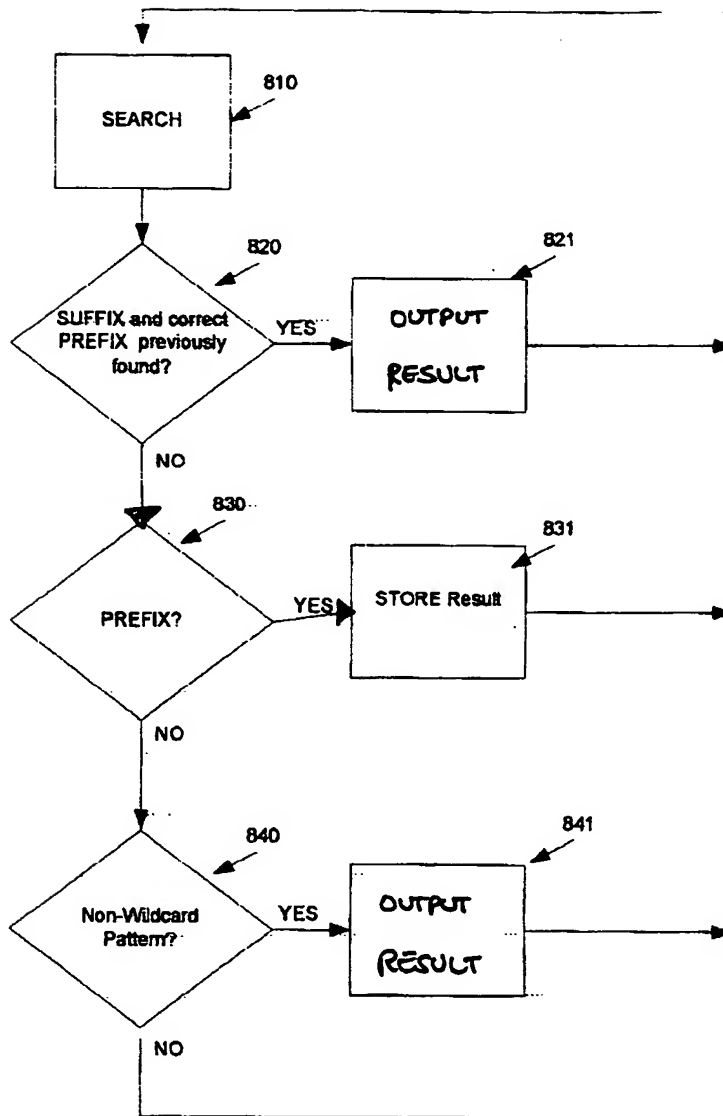 810
SEARCH
820
821
SUFFIX and correct
PREFIX previously
found?
YES
OUTPUT
RESULT
NO
830
831
PREFIX?
YES
STORE Result
NO
840
841
Non-Wildcard
Pattern?
YES
OUTPUT
RESULT
NO